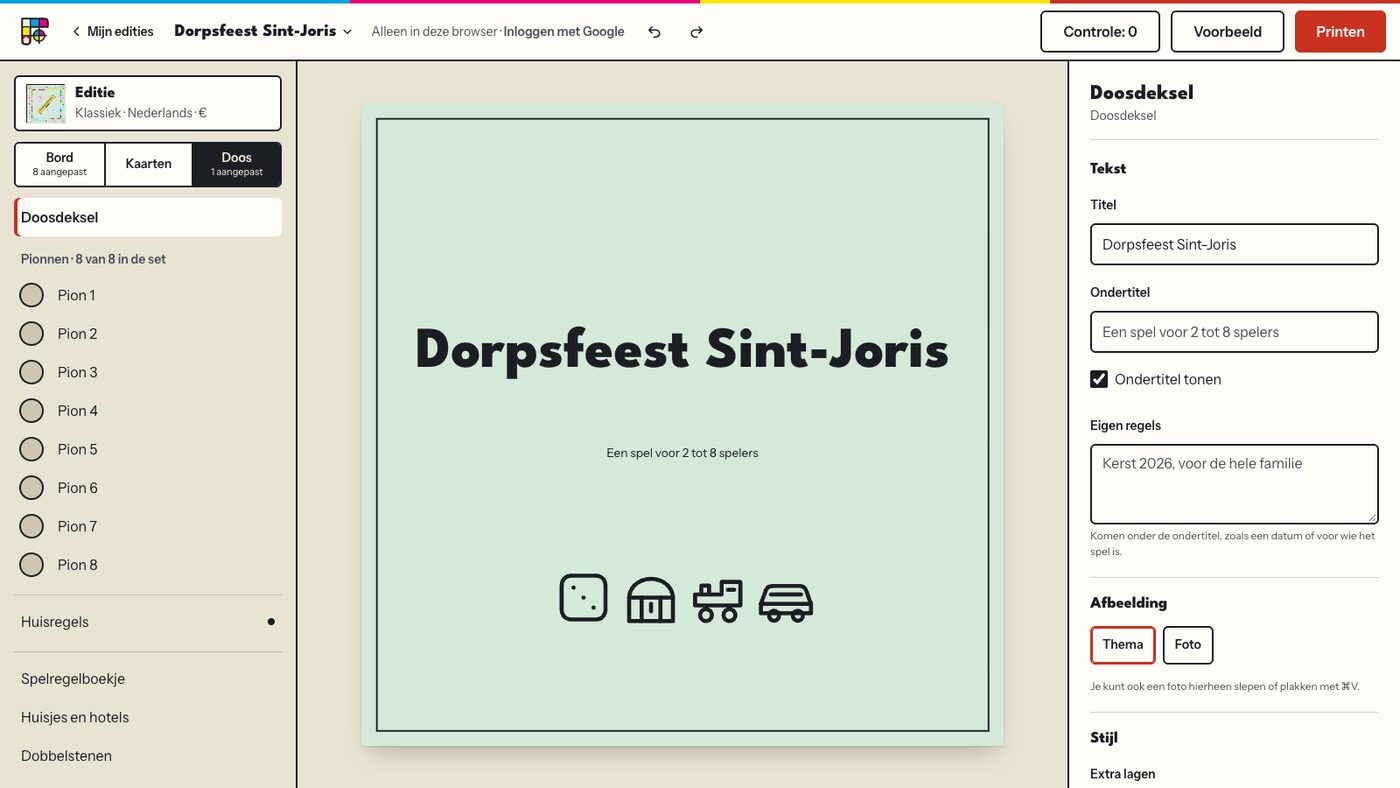 Mijn edities
Dorpsfeest Sint-Joris
Alleen in deze browser · Inloggen met Google
Controle: 0
Voorbeeld
Printen
Editie
Klassiek · Nederlands · €
Bord
8 aangepast
Kaarten
Doos
1 aangepast
Doosdeksel
Pionnen · 8 van 8 in de set
Pion 1
Pion 2
Pion 3
Pion 4
Pion 5
Pion 6
Pion 7
Pion 8
Huisregels
Spelregelboekje
Huisjes en hotels
Dobbelstenen
Dorpsfeest Sint-Joris
Een spel voor 2 tot 8 spelers
Doosdeksel
Doosdeksel
Tekst
Titel
Dorpsfeest Sint-Joris
Ondertitel
Een spel voor 2 tot 8 spelers
Ondertitel tonen
Eigen regels
Kerst 2026, voor de hele familie
Komen onder de ondertitel, zoals een datum of voor wie het
spel is.
Afbeelding
Thema
Foto
Je kunt ook een foto hierheen slepen of plakken met ⌘V.
Stijl
Extra lagen